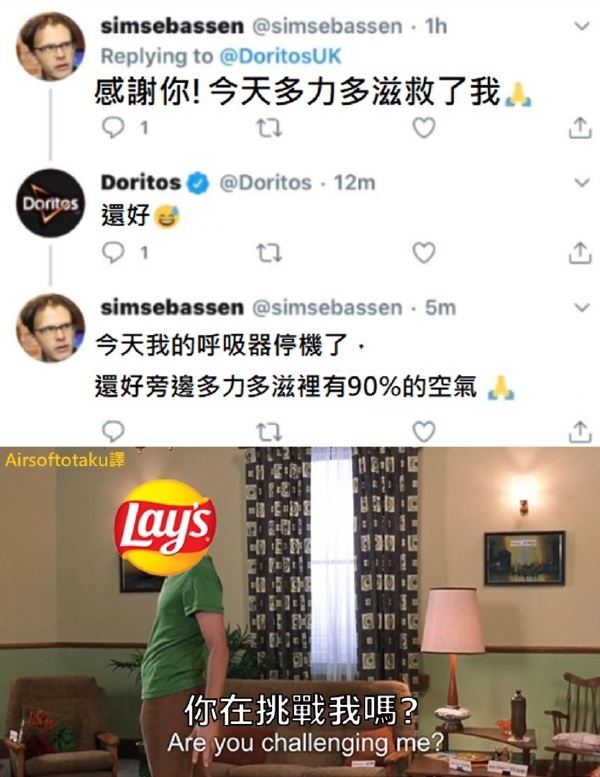 simsebassen @simsebassen · 1h
Replying to @DoritosUK
感謝你! 今天多力多滋救了我🙏
1
Doritos
Doritos @Doritos · 12m
還好😅
1
simsebassen @simsebassen · 5m
今天我的呼吸器停機了，
還好旁邊多力多滋裡有90%的空氣 🙏
Airsoftotaku譯
Lay's
你在挑戰我嗎?
Are you challenging me?